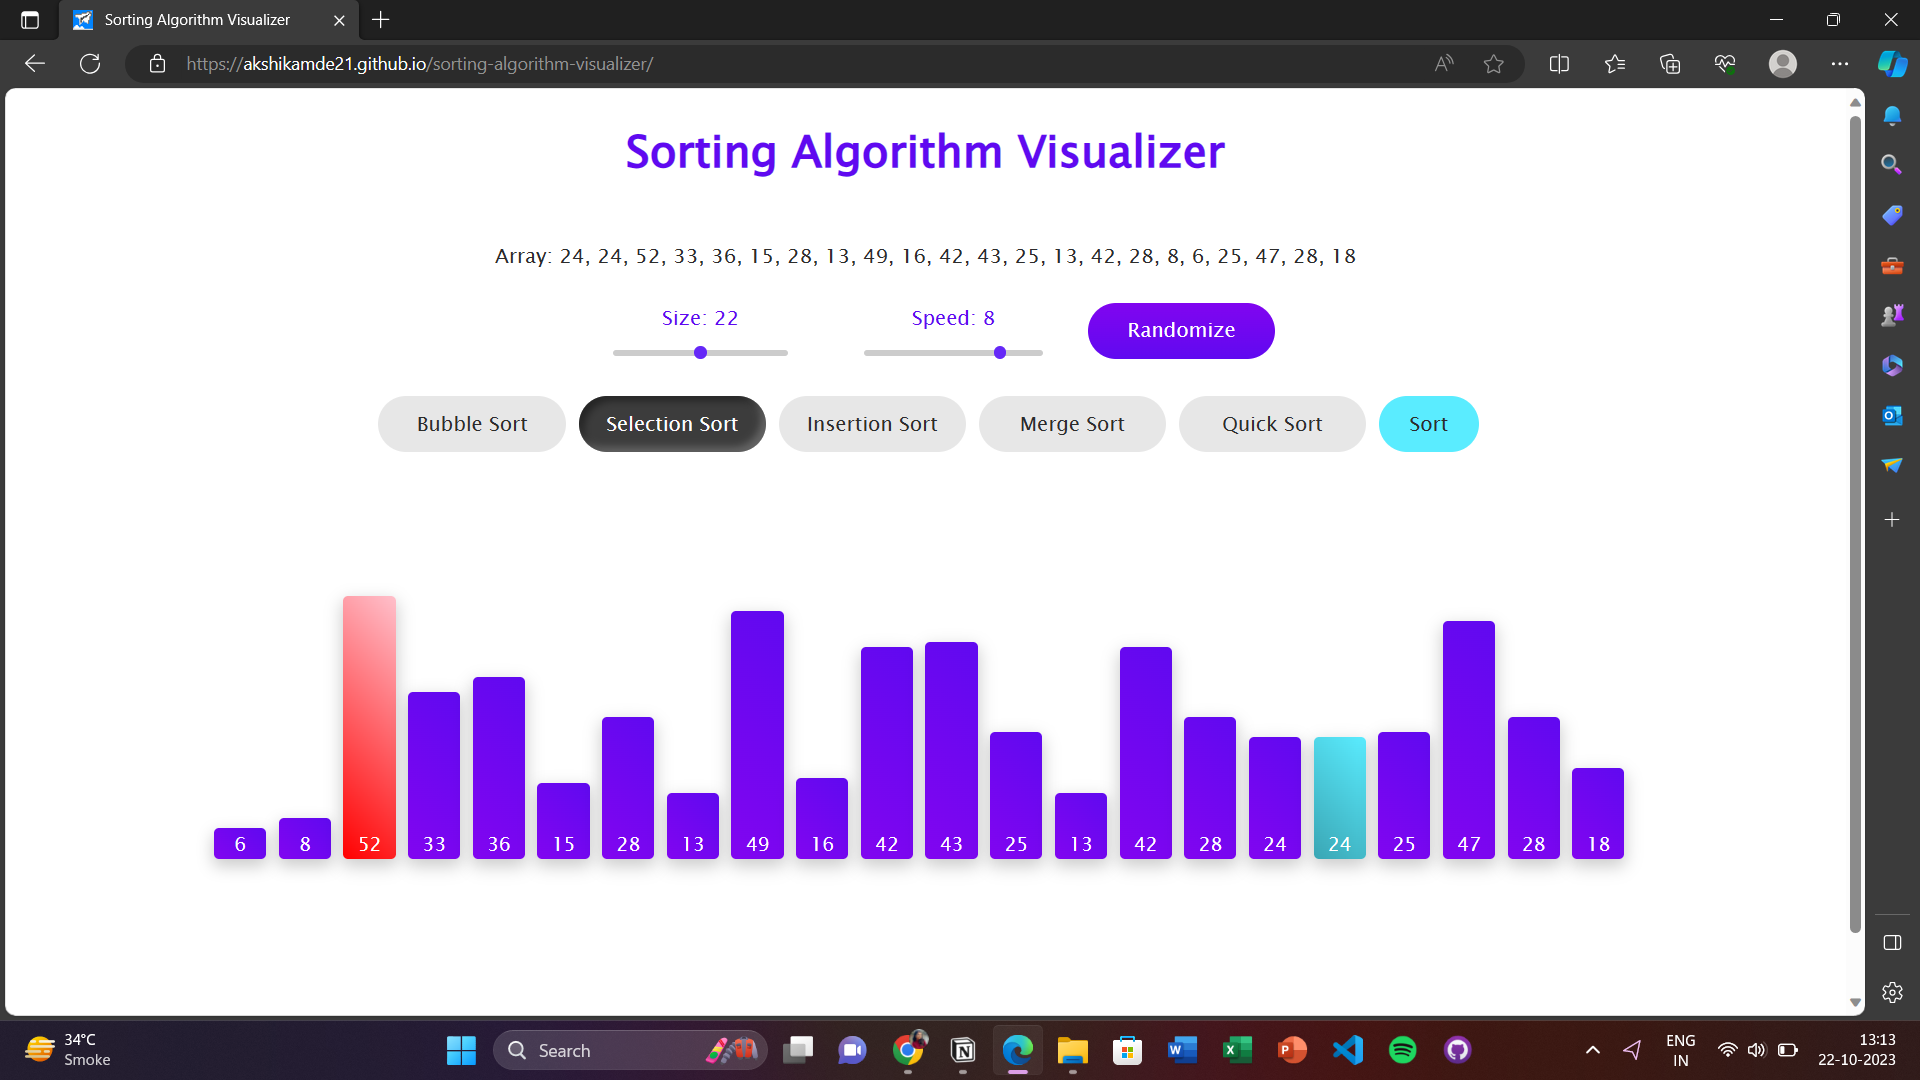 Sorting Algorithm Visualizer
https://akshikamde21.github.io/sorting-algorithm-visualizer/
Sorting Algorithm Visualizer
Array: 24, 24, 52, 33, 36, 15, 28, 13, 49, 16, 42, 43, 25, 13, 42, 28, 8, 6, 25, 47, 28, 18
Size: 22 Speed: 8 Randomize
Bubble Sort Selection Sort Insertion Sort Merge Sort Quick Sort Sort
6 8 52 33 36 15 28 13 49 16 42 43 25 13 42 28 24 24 25 47 28 18
34°C
Smoke
Search
ENG
IN
13:13
22-10-2023